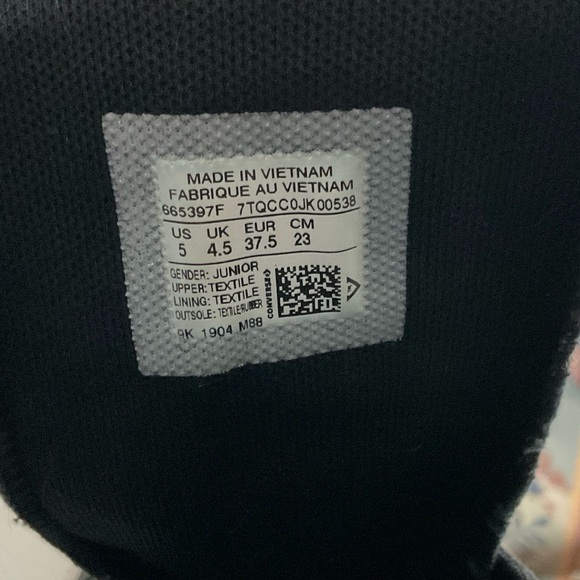 MADE IN VIETNAM
FABRIQUE AU VIETNAM
665397F 7TQCC0JK00538
US UK EUR CM
5 4.5 37.5 23
GENDER: JUNIOR
UPPER: TEXTILE
LINING: TEXTILE
OUTSOLE: TEXTILE/RUBBER
CONVERSE
1904 M88